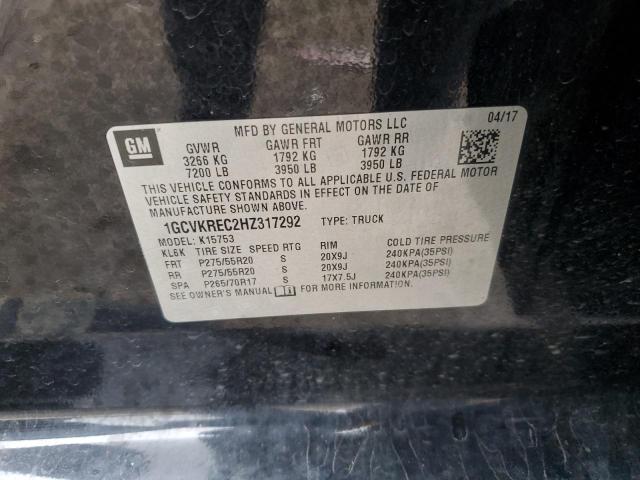 MFD BY GENERAL MOTORS LLC 04/17
GM
GVWR GAWR FRT GAWR RR
3266 KG 1792 KG 1792 KG
7200 LB 3950 LB 3950 LB
THIS VEHICLE CONFORMS TO ALL APPLICABLE U.S. FEDERAL MOTOR
VEHICLE SAFETY STANDARDS IN EFFECT ON THE DATE OF
MANUFACTURE SHOWN ABOVE.
1GCVKREC2HZ317292 TYPE: TRUCK
MODEL: K15753
KL6K TIRE SIZE SPEED RTG RIM COLD TIRE PRESSURE
FRT P275/55R20 S 20X9J 240KPA(35PSI)
RR P275/55R20 S 20X9J 240KPA(35PSI)
SPA P265/70R17 S 17X7.5J 240KPA(35PSI)
SEE OWNER'S MANUAL FOR MORE INFORMATION.